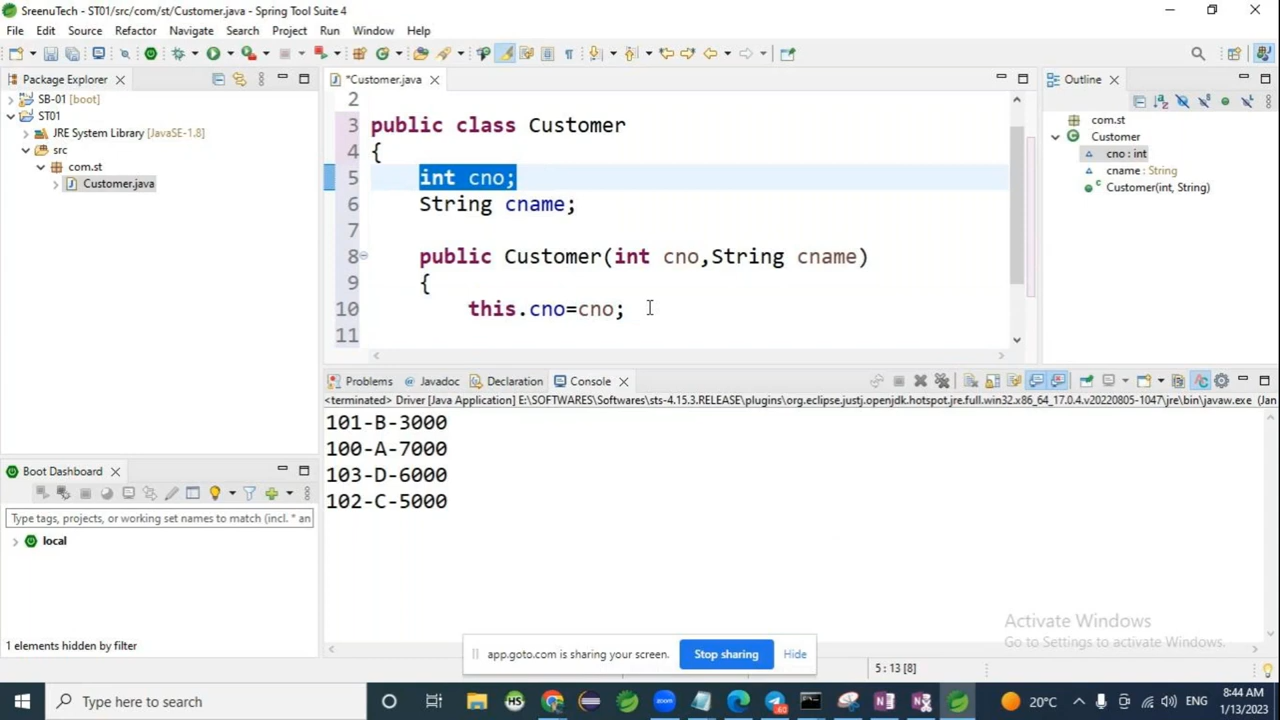 SreenuTech - ST01/src/com/st/Customer.java - Spring Tool Suite 4
File Edit Source Refactor Navigate Search Project Run Window Help
Package Explorer
SB-01 [boot]
ST01
JRE System Library [JavaSE-1.8]
src
com.st
Customer.java
*Customer.java
2
3 public class Customer
4 {
5 int cno;
6 String cname;
7
8 public Customer(int cno,String cname)
9 {
10 this.cno=cno;
11
Outline
com.st
Customer
cno : int
cname : String
Customer(int, String)
Problems Javadoc Declaration Console
<terminated> Driver [Java Application] E:\SOFTWARES\Softwares\sts-4.15.3.RELEASE\plugins\org.eclipse.justj.openjdk.hotspot.jre.full.win32.x86_64_17.0.4.v20220805-1047\jre\bin\javaw.exe (Jan
101-B-3000
100-A-7000
103-D-6000
102-C-5000
Boot Dashboard
Type tags, projects, or working set names to match (incl. * an
local
1 elements hidden by filter
Activate Windows
Go to Settings to activate Windows.
app.goto.com is sharing your screen. Stop sharing Hide
5 : 13 [8]
Type here to search
20°C
ENG
8:44 AM
1/13/2023